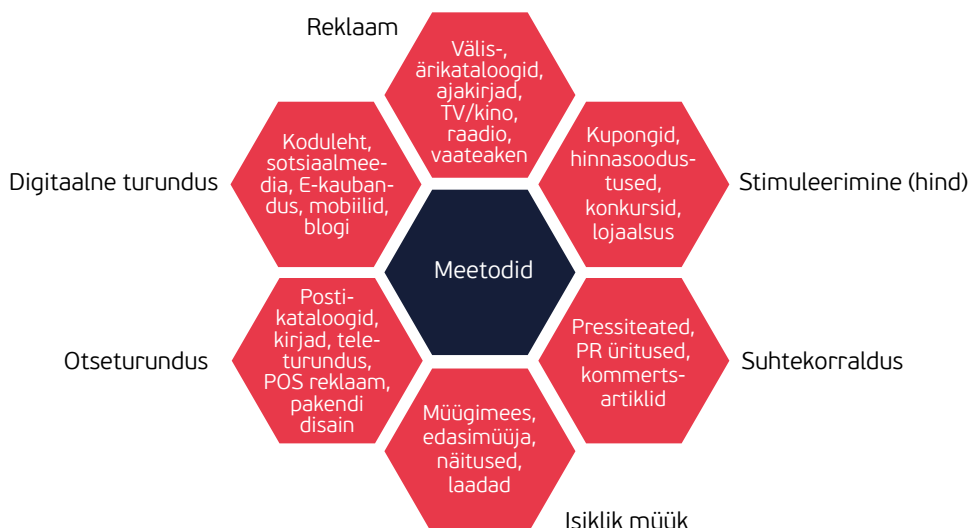 Reklaam
Välis-,
ärikataloogid,
ajakirjad,
TV/kino,
raadio,
vaateaken
Digitaalne turundus
Koduleht,
sotsiaalmee-
dia, E-kauban-
dus, mobiilid,
blogi
Kupongid,
hinnasoodus-
tused,
konkursid,
lojaalsus
Stimuleerimine (hind)
Meetodid
Otseturundus
Posti-
kataloogid,
kirjad, tele-
turundus,
POS reklaam,
pakendi
disain
Pressiteated,
PR üritused,
kommerts-
artiklid
Suhtekorraldus
Müügimees,
edasimüüja,
näitused,
laadad
Isiklik müük